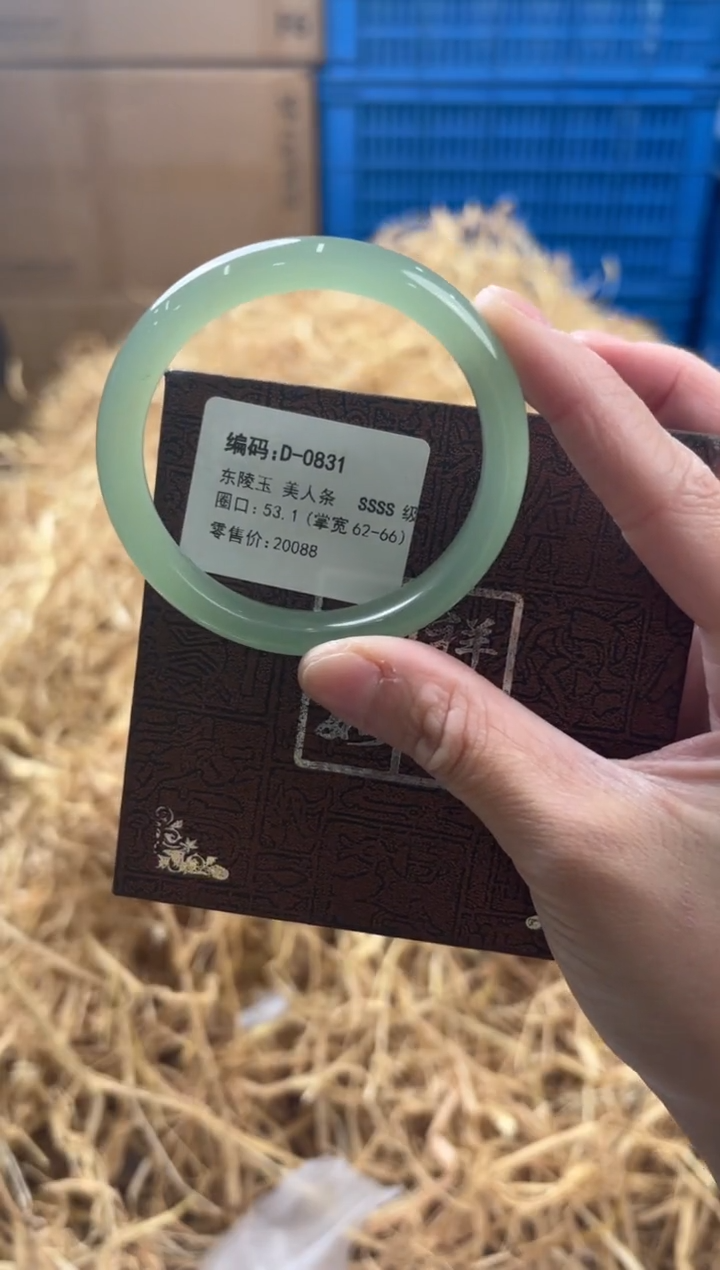 编码:D-0831
东陵玉 美人条 SSSS 级
圈口: 53.1 (掌宽 62-66)
零售价:20088
祥